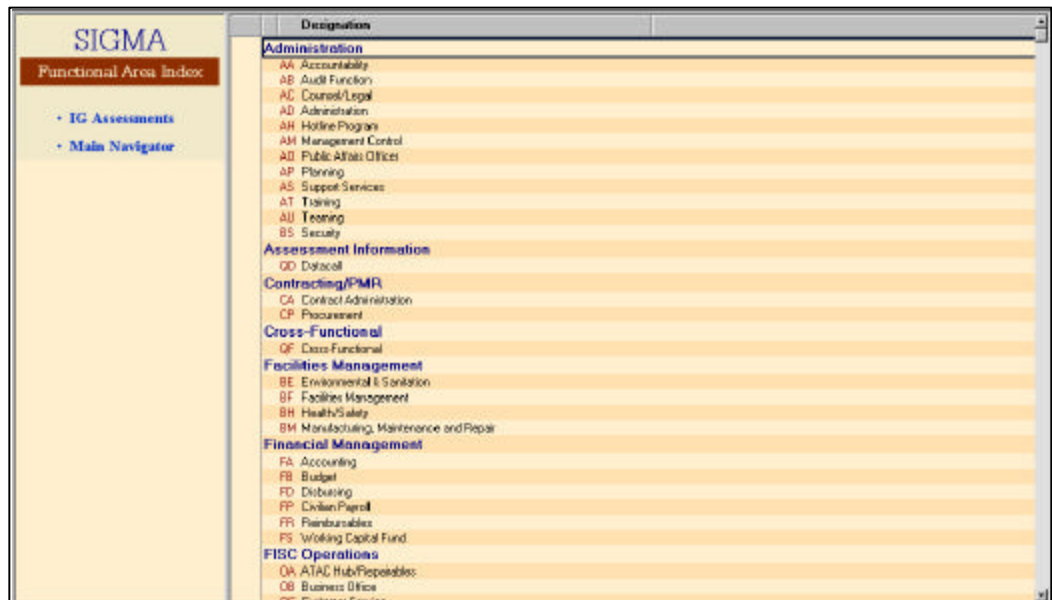 SIGMA
Functional Area Index
• IG Assessments
• Main Navigator
Designation
Administration
AA Accountability
AB Audit Function
AC Counsel/Legal
AD Administration
AH Hotline Program
AM Management Control
AO Public Affairs Officer
AP Planning
AS Support Services
AT Training
AU Teaming
BS Security
Assessment Information
QD Datacall
Contracting/PMR
CA Contract Administration
CP Procurement
Cross-Functional
QF Cross-Functional
Facilities Management
BE Environmental & Sanitation
BF Facilities Management
BH Health/Safety
BM Manufacturing, Maintenance and Repair
Financial Management
FA Accounting
FB Budget
FD Disbursing
FP Civilian Payroll
FR Reimbursables
FS Working Capital Fund
FISC Operations
OA ATAC Hub/Repairables
OB Business Office
Customer Service